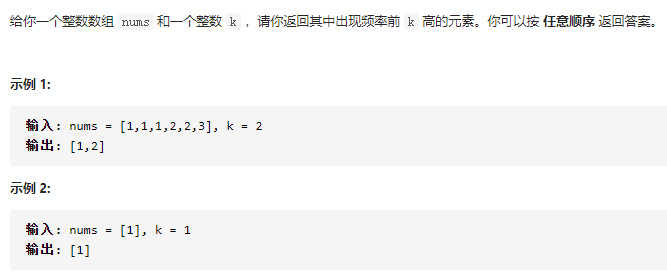 给你一个整数数组 nums 和一个整数 k ，请你返回其中出现频率前 k 高的元素。你可以按 任意顺序 返回答案。
示例 1:
输入: nums = [1,1,1,2,2,3], k = 2
输出: [1,2]
示例 2:
输入: nums = [1], k = 1
输出: [1]